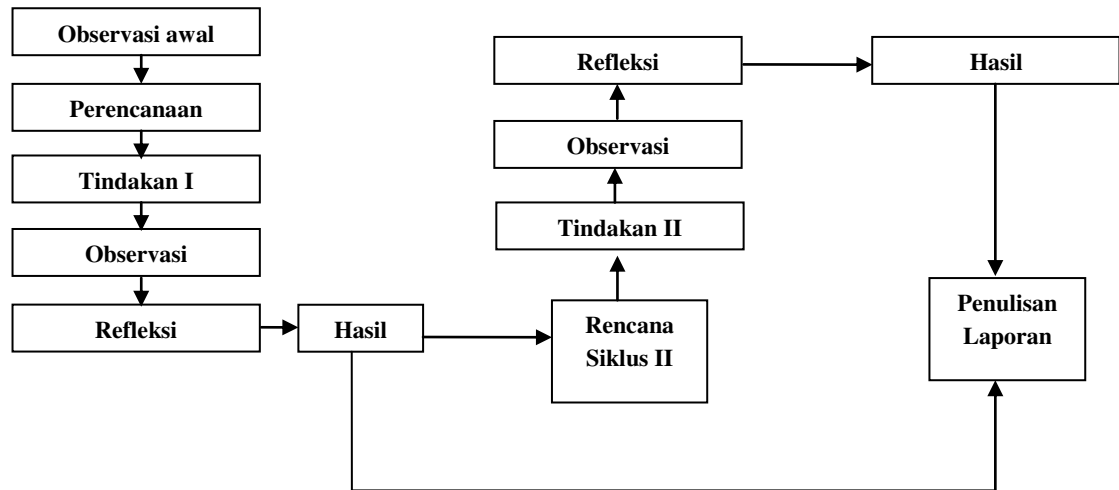 Observasi awal
Perencanaan
Tindakan I
Observasi
Refleksi
Hasil
Rencana
Siklus II
Tindakan II
Observasi
Refleksi
Hasil
Penulisan
Laporan